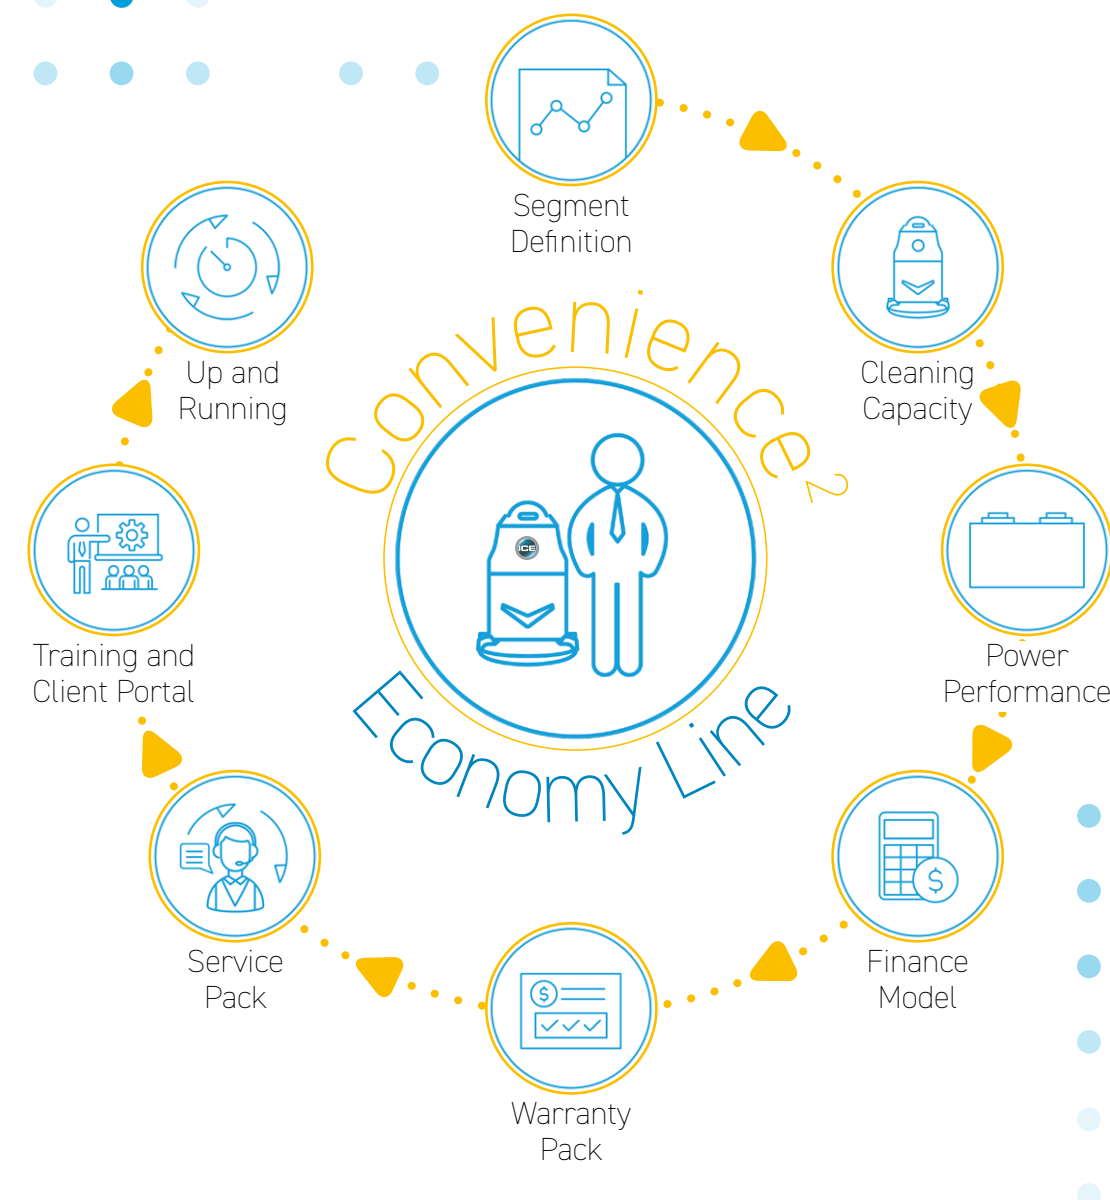 Segment
Definition
Cleaning
Capacity
Power
Performance
Finance
Model
Warranty
Pack
Service
Pack
Training and
Client Portal
Up and
Running
Convenience²
ICE
Economy Line
$
$